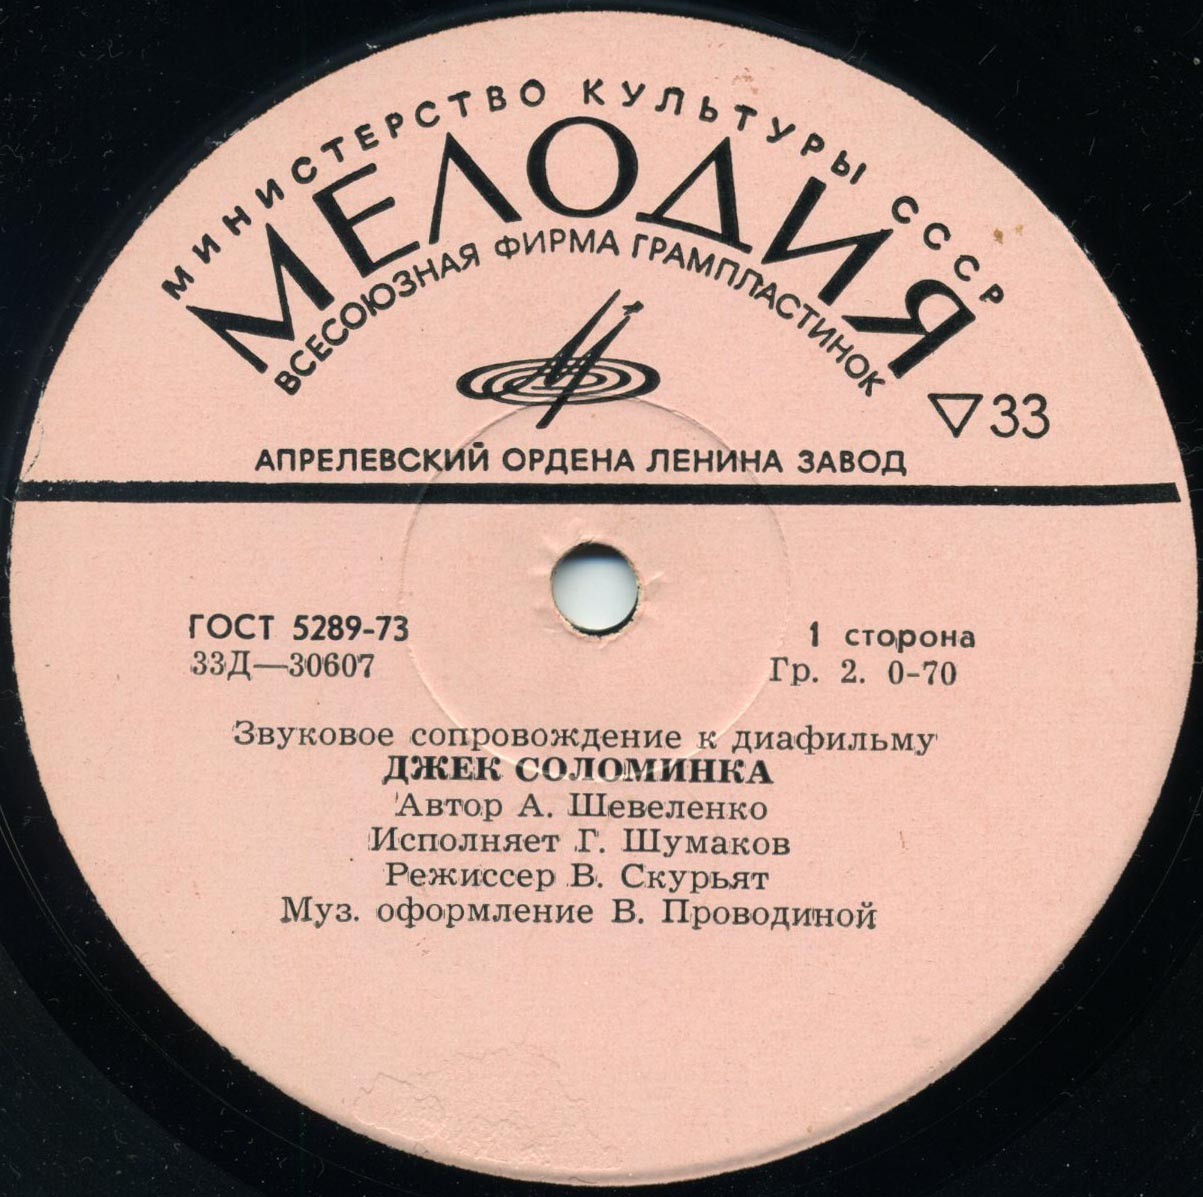 МИНИСТЕРСТВО КУЛЬТУРЫ СССР
МЕЛОДИЯ
ВСЕСОЮЗНАЯ ФИРМА ГРАМПЛАСТИНОК
▽33
АПРЕЛЕВСКИЙ ОРДЕНА ЛЕНИНА ЗАВОД
ГОСТ 5289-73
1 сторона
33Д—30607
Гр. 2. 0-70
Звуковое сопровождение к диафильму
ДЖЕК СОЛОМИНКА
Автор А. Шевеленко
Исполняет Г. Шумаков
Режиссер В. Скурьят
Муз. оформление В. Проводиной